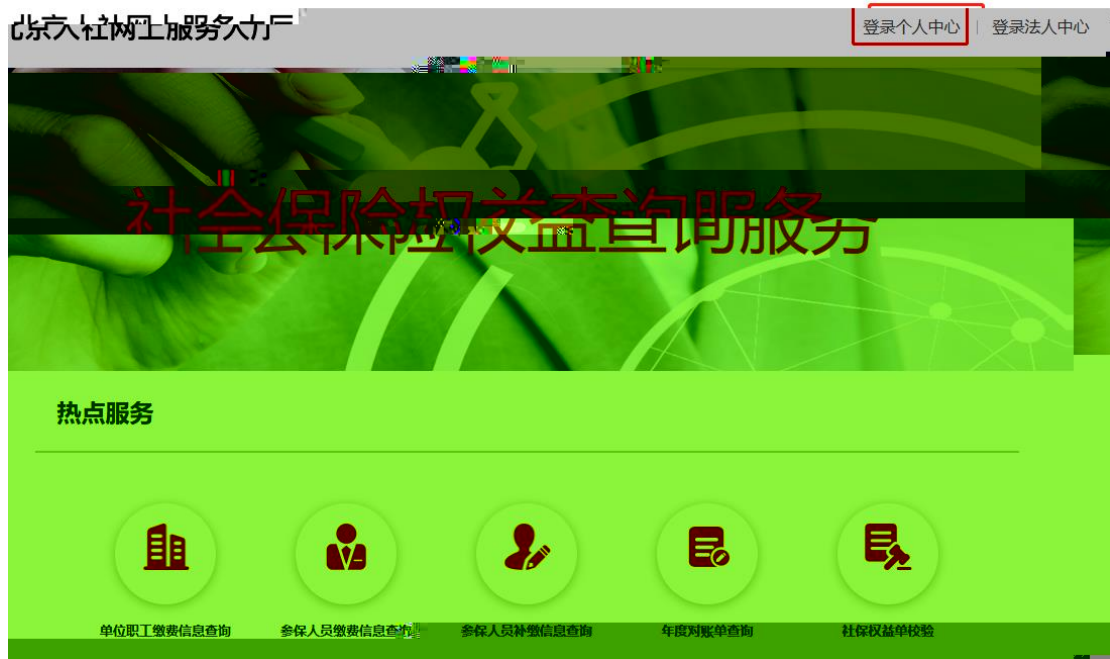 北京人社网上服务大厅
登录个人中心 | 登录法人中心
社会保险权益查询服务
热点服务
单位职工缴费信息查询 参保人员缴费信息查询 参保人员补缴信息查询 年度对账单查询 社保权益单校验